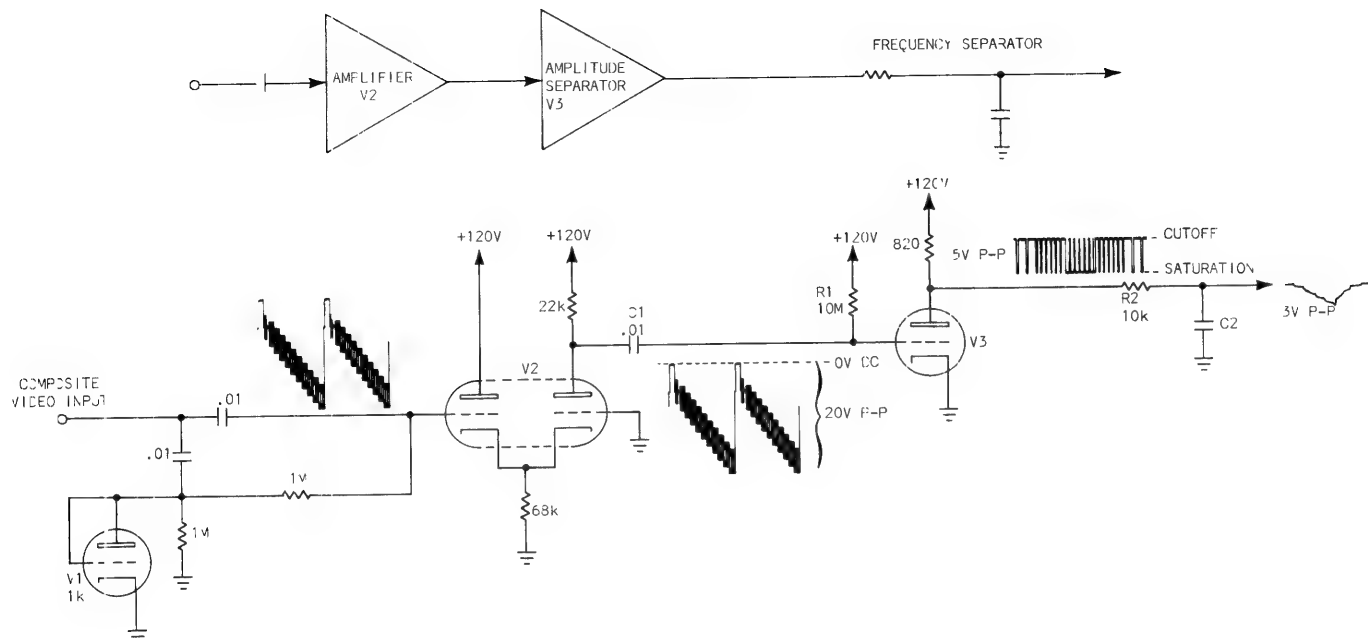 FREQUENCY SEPARATOR
AMPLIFIER
V2
AMPLITUDE
SEPARATOR
V3
+120V
+120V
+120V
+120V
820
5V P-P
CUTOFF
SATURATION
R1
10M
R2
10k
3V P-P
C2
22k
C1
.01
V3
V2
0V DC
20V P-P
COMPOSITE
VIDEO INPUT
.01
.01
1M
1M
68k
V1
1k